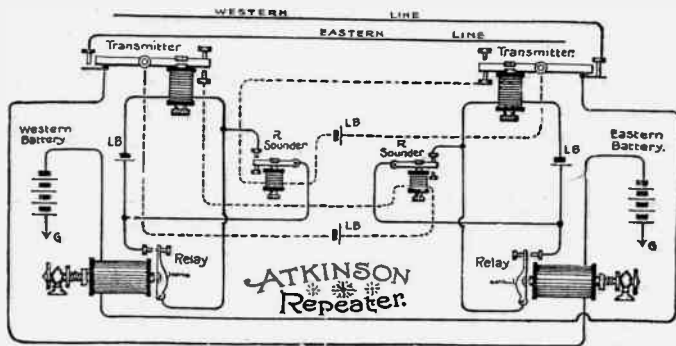 WESTERN LINE
EASTERN LINE
Transmitter
Transmitter.
Western
Battery
LB
R
Sounder
LB
R
Sounder
LB
Eastern
Battery.
LB
G
G
Relay
Relay
ATKINSON
Repeater.